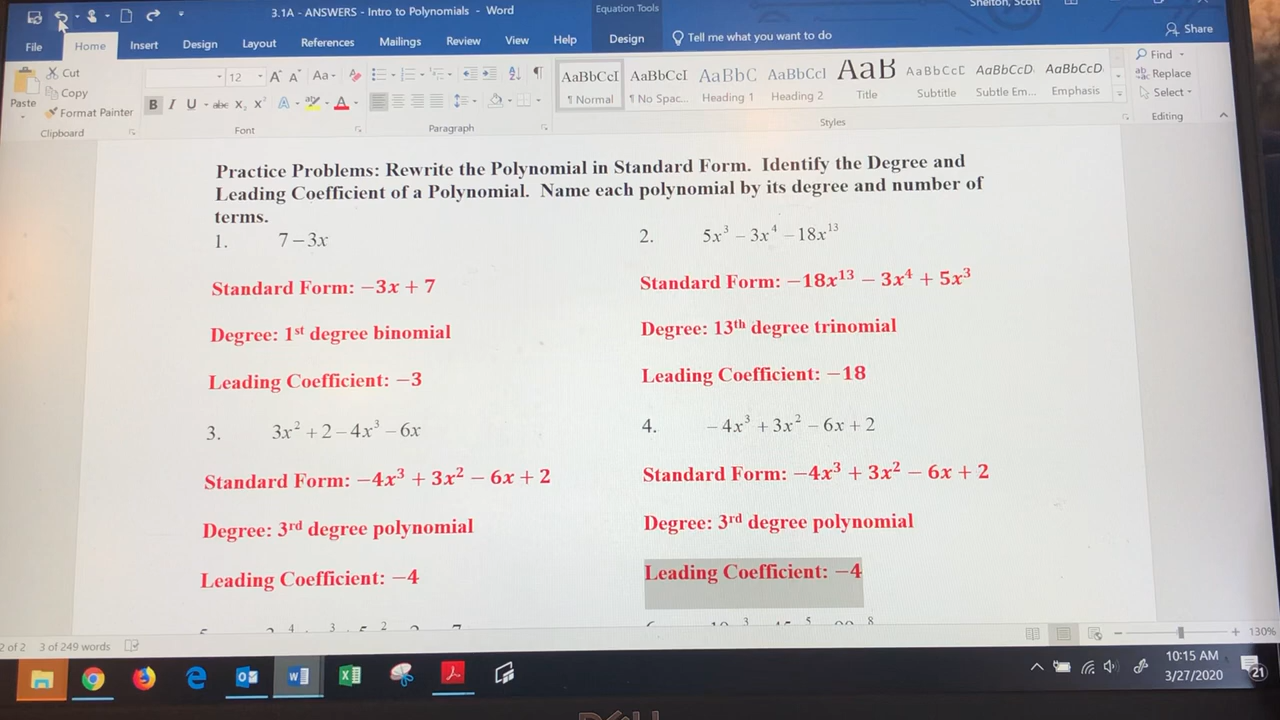 3.1A - ANSWERS - Intro to Polynomials - Word
Equation Tools
Shelton, Scott
File Home Insert Design Layout References Mailings Review View Help Design Tell me what you want to do Share
Paste
Cut
Copy
Format Painter
Clipboard
12
Font
Paragraph
AaBbCcI AaBbCcI AaBbC AaBbCcI AaB AaBbCcD AaBbCcD AaBbCcD
¶ Normal ¶ No Spac... Heading 1 Heading 2 Title Subtitle Subtle Em... Emphasis
Styles
Find
Replace
Select
Editing
Practice Problems: Rewrite the Polynomial in Standard Form. Identify the Degree and
Leading Coefficient of a Polynomial. Name each polynomial by its degree and number of
terms.
1. 7 – 3x
2. 5x³ – 3x⁴ – 18x¹³
Standard Form: −3x + 7
Standard Form: −18x¹³ − 3x⁴ + 5x³
Degree: 1ˢᵗ degree binomial
Degree: 13ᵗʰ degree trinomial
Leading Coefficient: −3
Leading Coefficient: −18
3. 3x² + 2 – 4x³ – 6x
4. – 4x³ + 3x² – 6x + 2
Standard Form: −4x³ + 3x² − 6x + 2
Standard Form: −4x³ + 3x² − 6x + 2
Degree: 3ʳᵈ degree polynomial
Degree: 3ʳᵈ degree polynomial
Leading Coefficient: −4
Leading Coefficient: −4
2 of 2 3 of 249 words
130%
10:15 AM
3/27/2020
21
DELL